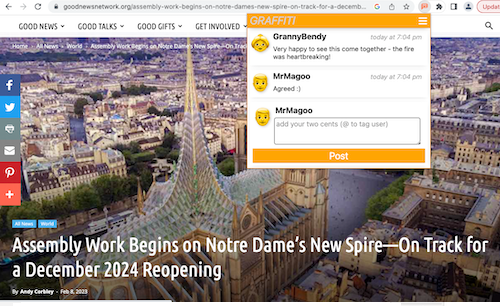 goodnewsnetwork.org/assembly-work-begins-on-notre-dames-new-spire-on-track-for-a-decemb...
Updat
GOOD NEWS
GOOD TALKS
GOOD GIFTS
GET INVOLVED
GRAFFITI
GrannyBendy
today at 7:04 pm
Very happy to see this come together - the fire
was heartbreaking!
MrMagoo
today at 7:04 pm
Agreed :)
MrMagoo
add your two cents (@ to tag user)
Post
Home
All News
World
Assembly Work Begins on Notre Dame's New Spire—On Track
All News
World
Assembly Work Begins on Notre Dame's New Spire—On Track for
a December 2024 Reopening
By Andy Corbley - Feb 8, 2023